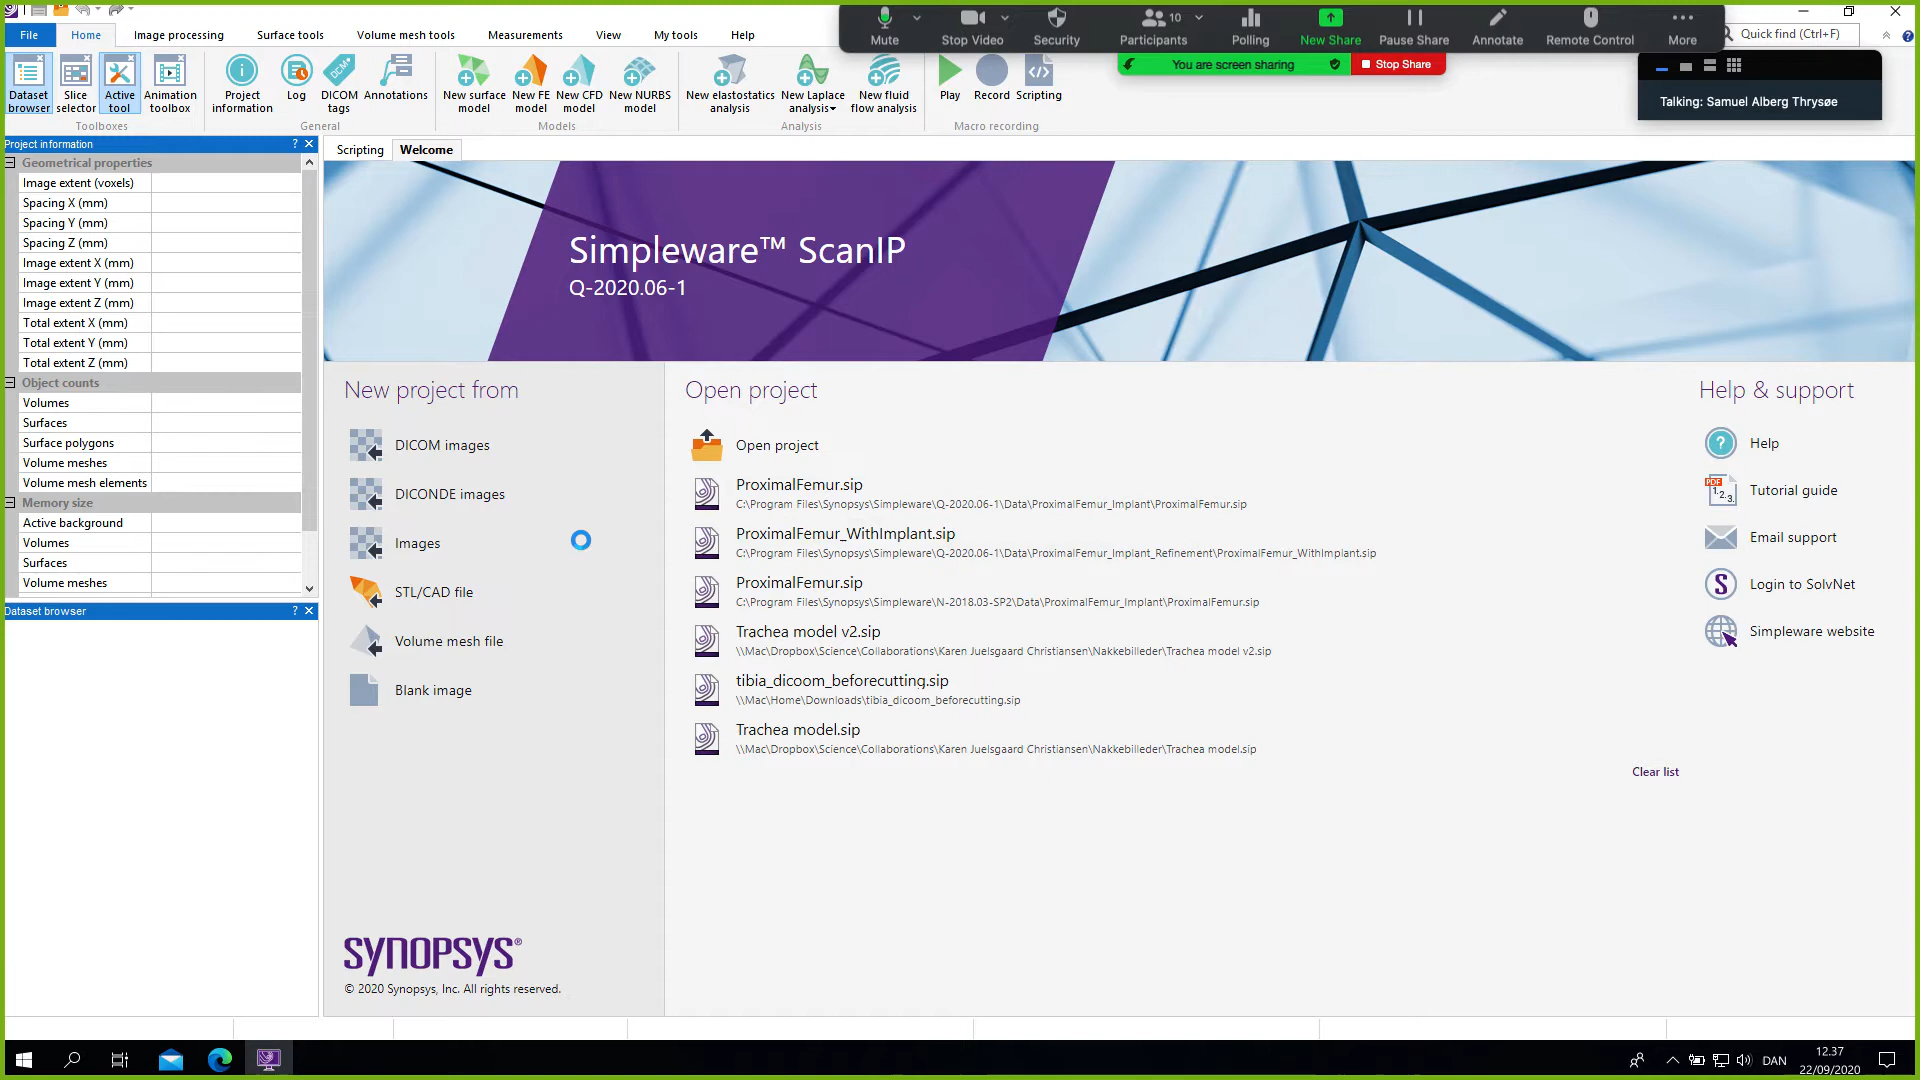 Mute
Stop Video
Security
Participants
10
Polling
New Share
Pause Share
Annotate
Remote Control
More
You are screen sharing
Stop Share
Talking: Samuel Alberg Thrysøe
Quick find (Ctrl+F)
File
Home
Image processing
Surface tools
Volume mesh tools
Measurements
View
My tools
Help
Dataset browser
Slice selector
Active tool
Animation toolbox
Toolboxes
Project information
Log
DICOM tags
Annotations
General
New surface model
New FE model
New CFD model
New NURBS model
Models
New elastostatics analysis
New Laplace analysis
New fluid flow analysis
Analysis
Play
Record
Scripting
Macro recording
Project information
Geometrical properties
Image extent (voxels)
Spacing X (mm)
Spacing Y (mm)
Spacing Z (mm)
Image extent X (mm)
Image extent Y (mm)
Image extent Z (mm)
Total extent X (mm)
Total extent Y (mm)
Total extent Z (mm)
Object counts
Volumes
Surfaces
Surface polygons
Volume meshes
Volume mesh elements
Memory size
Active background
Volumes
Surfaces
Volume meshes
Dataset browser
Scripting
Welcome
Simpleware™ ScanIP
Q-2020.06-1
New project from
DICOM images
DICONDE images
Images
STL/CAD file
Volume mesh file
Blank image
SYNOPSYS®
© 2020 Synopsys, Inc. All rights reserved.
Open project
Open project
ProximalFemur.sip
C:\Program Files\Synopsys\Simpleware\Q-2020.06-1\Data\ProximalFemur_Implant\ProximalFemur.sip
ProximalFemur_WithImplant.sip
C:\Program Files\Synopsys\Simpleware\Q-2020.06-1\Data\ProximalFemur_Implant_Refinement\ProximalFemur_WithImplant.sip
ProximalFemur.sip
C:\Program Files\Synopsys\Simpleware\N-2018.03-SP2\Data\ProximalFemur_Implant\ProximalFemur.sip
Trachea model v2.sip
\\Mac\Dropbox\Science\Collaborations\Karen Juelsgaard Christiansen\Nakkebilleder\Trachea model v2.sip
tibia_dicoom_beforecutting.sip
\\Mac\Home\Downloads\tibia_dicoom_beforecutting.sip
Trachea model.sip
\\Mac\Dropbox\Science\Collaborations\Karen Juelsgaard Christiansen\Nakkebilleder\Trachea model.sip
Clear list
Help & support
Help
PDF 1.2.3.
Tutorial guide
Email support
Login to SolvNet
Simpleware website
DAN
12.37
22/09/2020